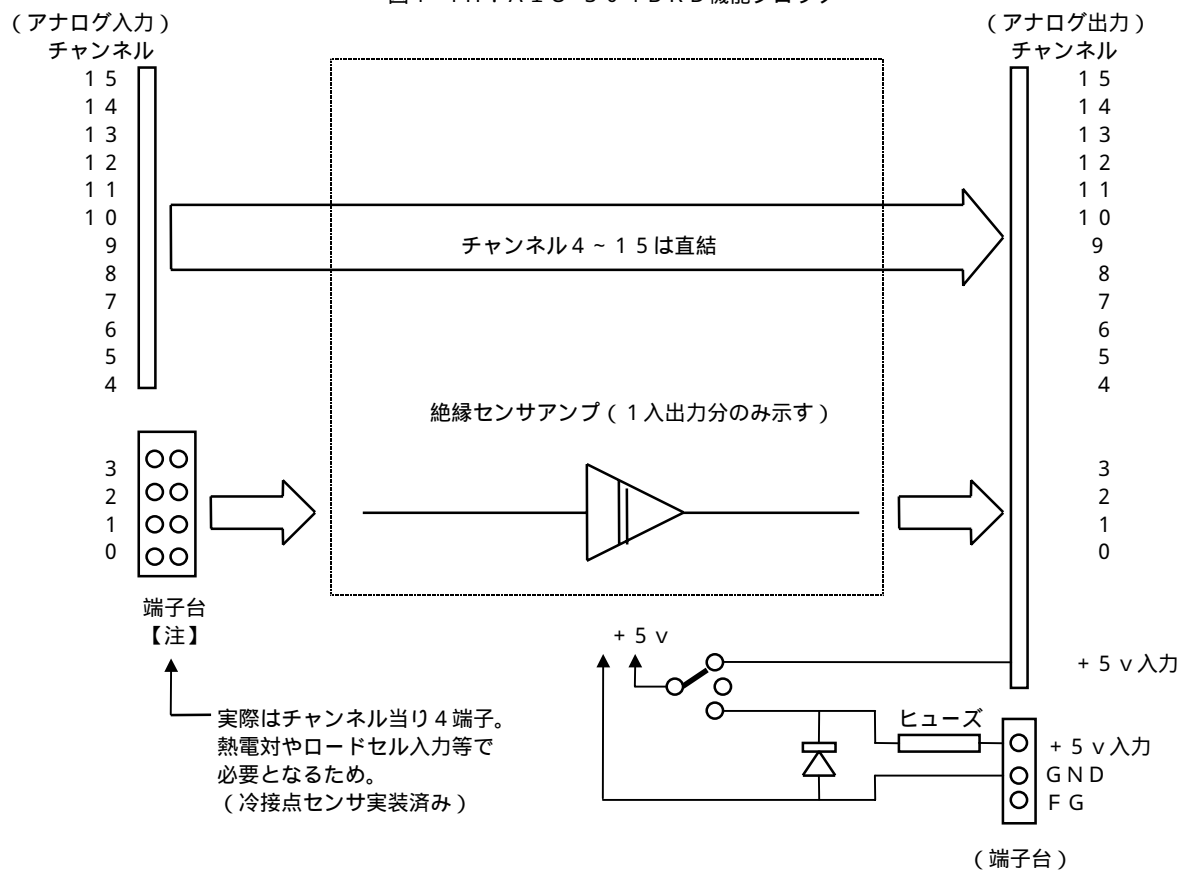 (アナログ入力)
チャンネル
15
14
13
12
11
10
9
8
7
6
5
4
3
2
1
0
端子台
【注】
実際はチャンネル当り4端子。
熱電対やロードセル入力等で
必要となるため。
(冷接点センサ実装済み)
チャンネル4~15は直結
絶縁センサアンプ(1入出力分のみ示す)
+5v
ヒューズ
(アナログ出力)
チャンネル
15
14
13
12
11
10
9
8
7
6
5
4
3
2
1
0
+5v入力
+5v入力
GND
FG
(端子台)